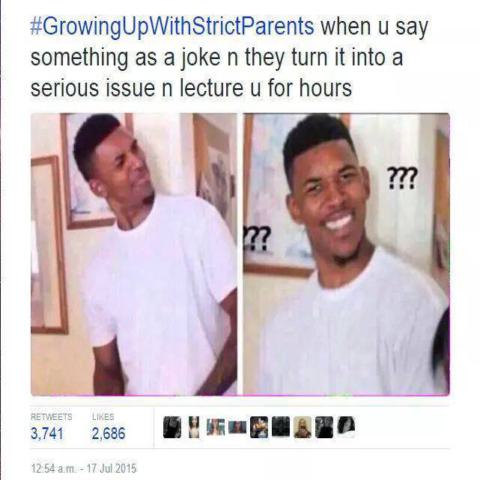 #GrowingUpWithStrictParents when u say
something as a joke n they turn it into a
serious issue n lecture u for hours
???
??
RETWEETS LIKES
3,741 2,686
12:54 a.m. - 17 Jul 2015